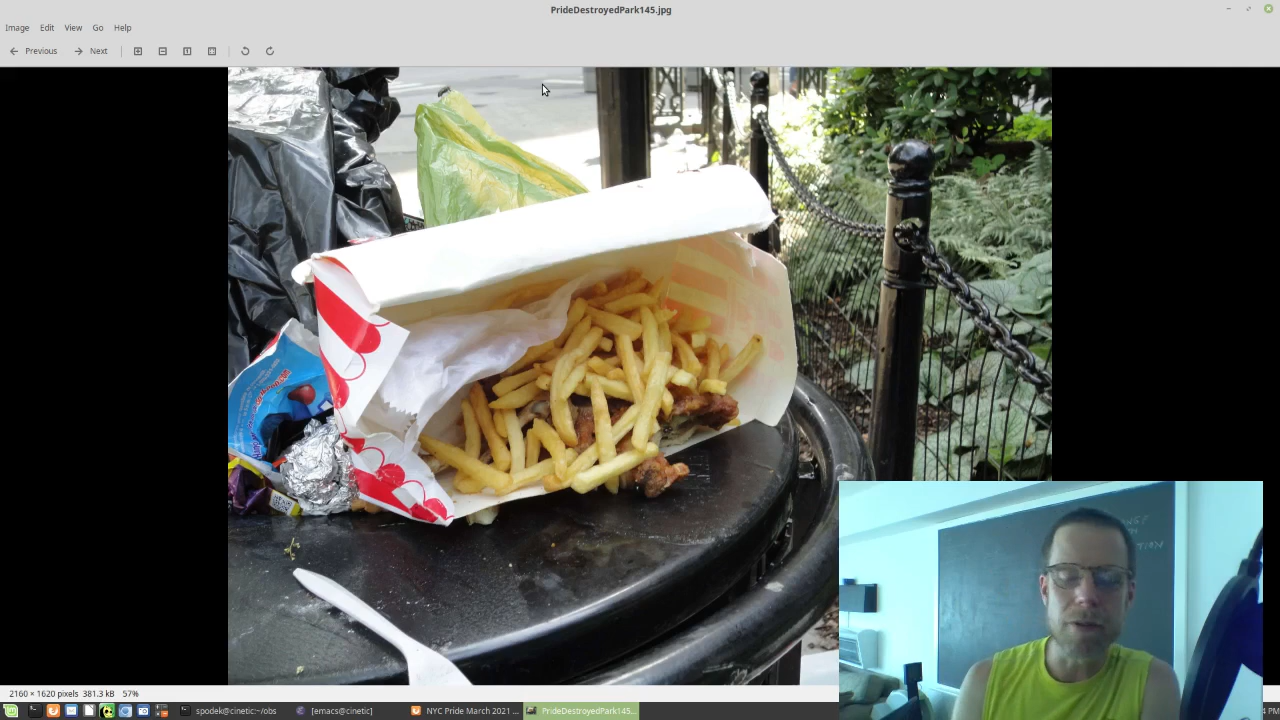 PrideDestroyedPark145.jpg
Image Edit View Go Help
Previous Next
2160 × 1620 pixels 381.3 kB 57%
spodek@cinetic:~/obs
[emacs@cinetic]
NYC Pride March 2021 ...
PrideDestroyedPark145...